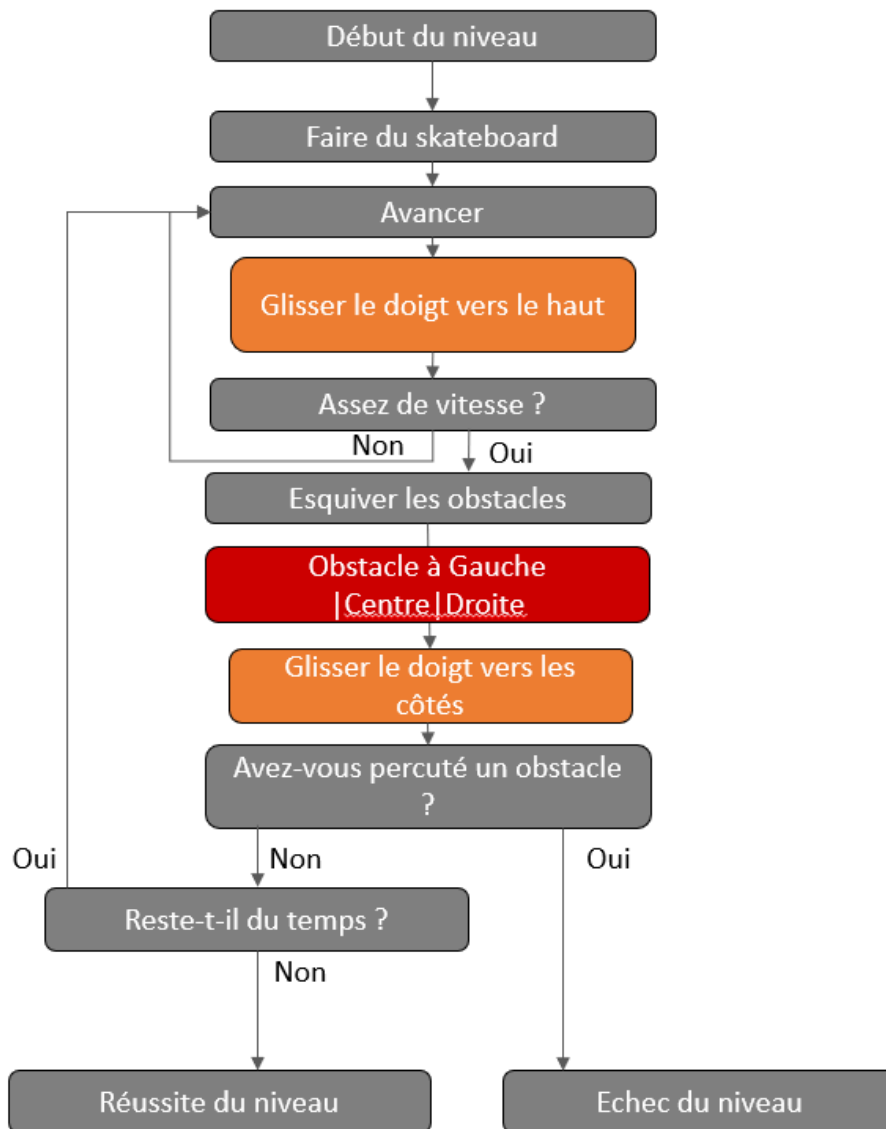 Début du niveau
Faire du skateboard
Avancer
Glisser le doigt vers le haut
Assez de vitesse ?
Non
Oui
Esquiver les obstacles
Obstacle à Gauche
|Centre|Droite
Glisser le doigt vers les
côtés
Avez-vous percuté un obstacle
?
Oui
Non
Oui
Reste-t-il du temps ?
Non
Réussite du niveau
Echec du niveau